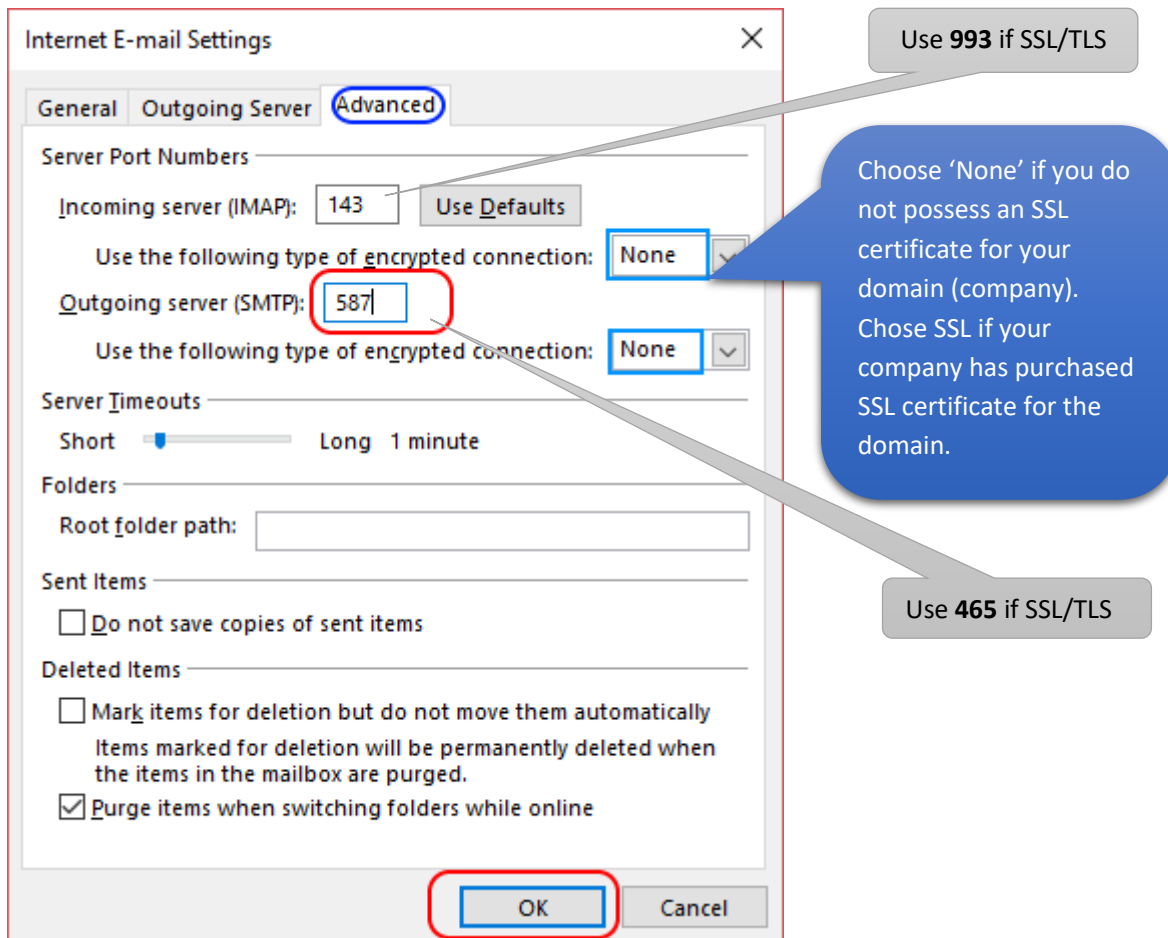 Internet E-mail Settings
Use 993 if SSL/TLS
General Outgoing Server Advanced
Server Port Numbers
Incoming server (IMAP): 143 Use Defaults
Use the following type of encrypted connection: None
Outgoing server (SMTP): 587
Use the following type of encrypted connection: None
Choose ‘None’ if you do
not possess an SSL
certificate for your
domain (company).
Chose SSL if your
company has purchased
SSL certificate for the
domain.
Server Timeouts
Short Long 1 minute
Folders
Root folder path:
Sent Items
Do not save copies of sent items
Use 465 if SSL/TLS
Deleted Items
Mark items for deletion but do not move them automatically
Items marked for deletion will be permanently deleted when
the items in the mailbox are purged.
Purge items when switching folders while online
OK Cancel